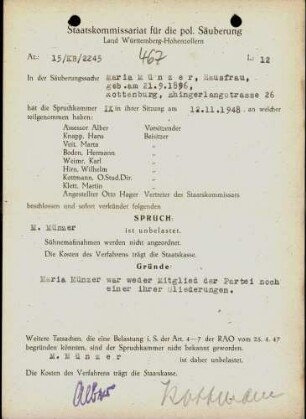 Staatskommissariat für die pol. Säuberung
Land Württemberg-Hohenzollern
Az.: 15/KB/2245
467
L: 12
In der Säuberungssache Maria Münzer, Hausfrau,
geb.am 21.9.1896,
Rottenburg, Ehingerlangstrasse 26
hat die Spruchkammer IX in ihrer Sitzung am 12.11.1948 an welcher
teilgenommen haben:
Assessor Alber Vorsitzender
Knapp, Hans Beisitzer
Veit, Marta
Boden, Hermann
Weimr, Karl
Hirn, Wilhelm
Kottmann, O.Stud.Dir.
Klett, Martin
Angestellter Otto Hager Vertreter des Staatskommissars
beschlossen und sofort verkündet folgenden
SPRUCH:
M. Münzer
ist unbelastet.
Sühnemaßnahmen werden nicht angeordnet.
Die Kosten des Verfahrens trägt die Staatskasse.
Gründe:
Maria Münzer war weder Mitglied der Partei noch
einer ihrer Gliederungen.
Weitere Tatsachen, die eine Belastung i. S. der Art. 4–7 der RAO vom 26. 4. 47
begründen könnten, sind der Spruchkammer nicht bekannt geworden.
M. Münzer
ist daher unbelastet.
Die Kosten des Verfahrens trägt die Staatskasse.
Alber
Kottmann